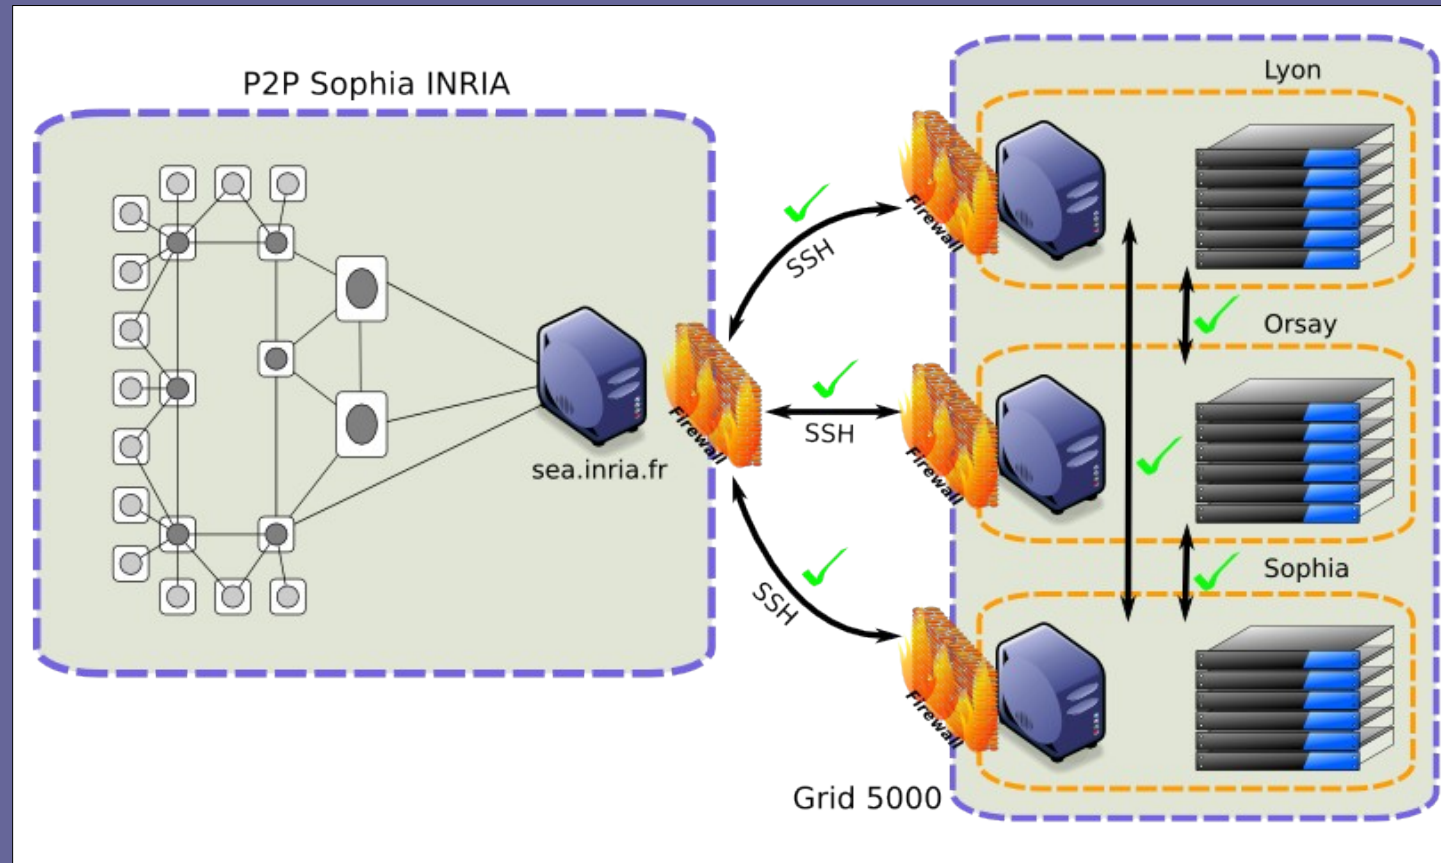 P2P Sophia INRIA
sea.inria.fr
Firewall
SSH
SSH
SSH
Lyon
Firewall
Orsay
Firewall
Sophia
Firewall
Grid 5000